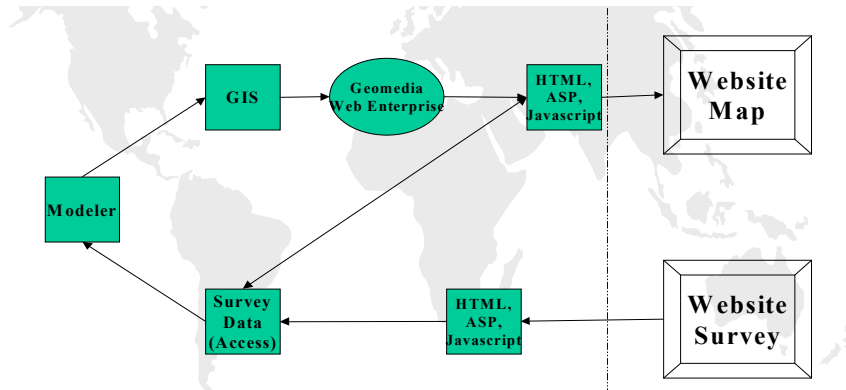 GIS
Geomedia
Web Enterprise
HTML,
ASP,
Javascript
Website
Map
Modeler
Survey
Data
(Access)
HTML,
ASP,
Javascript
Website
Survey